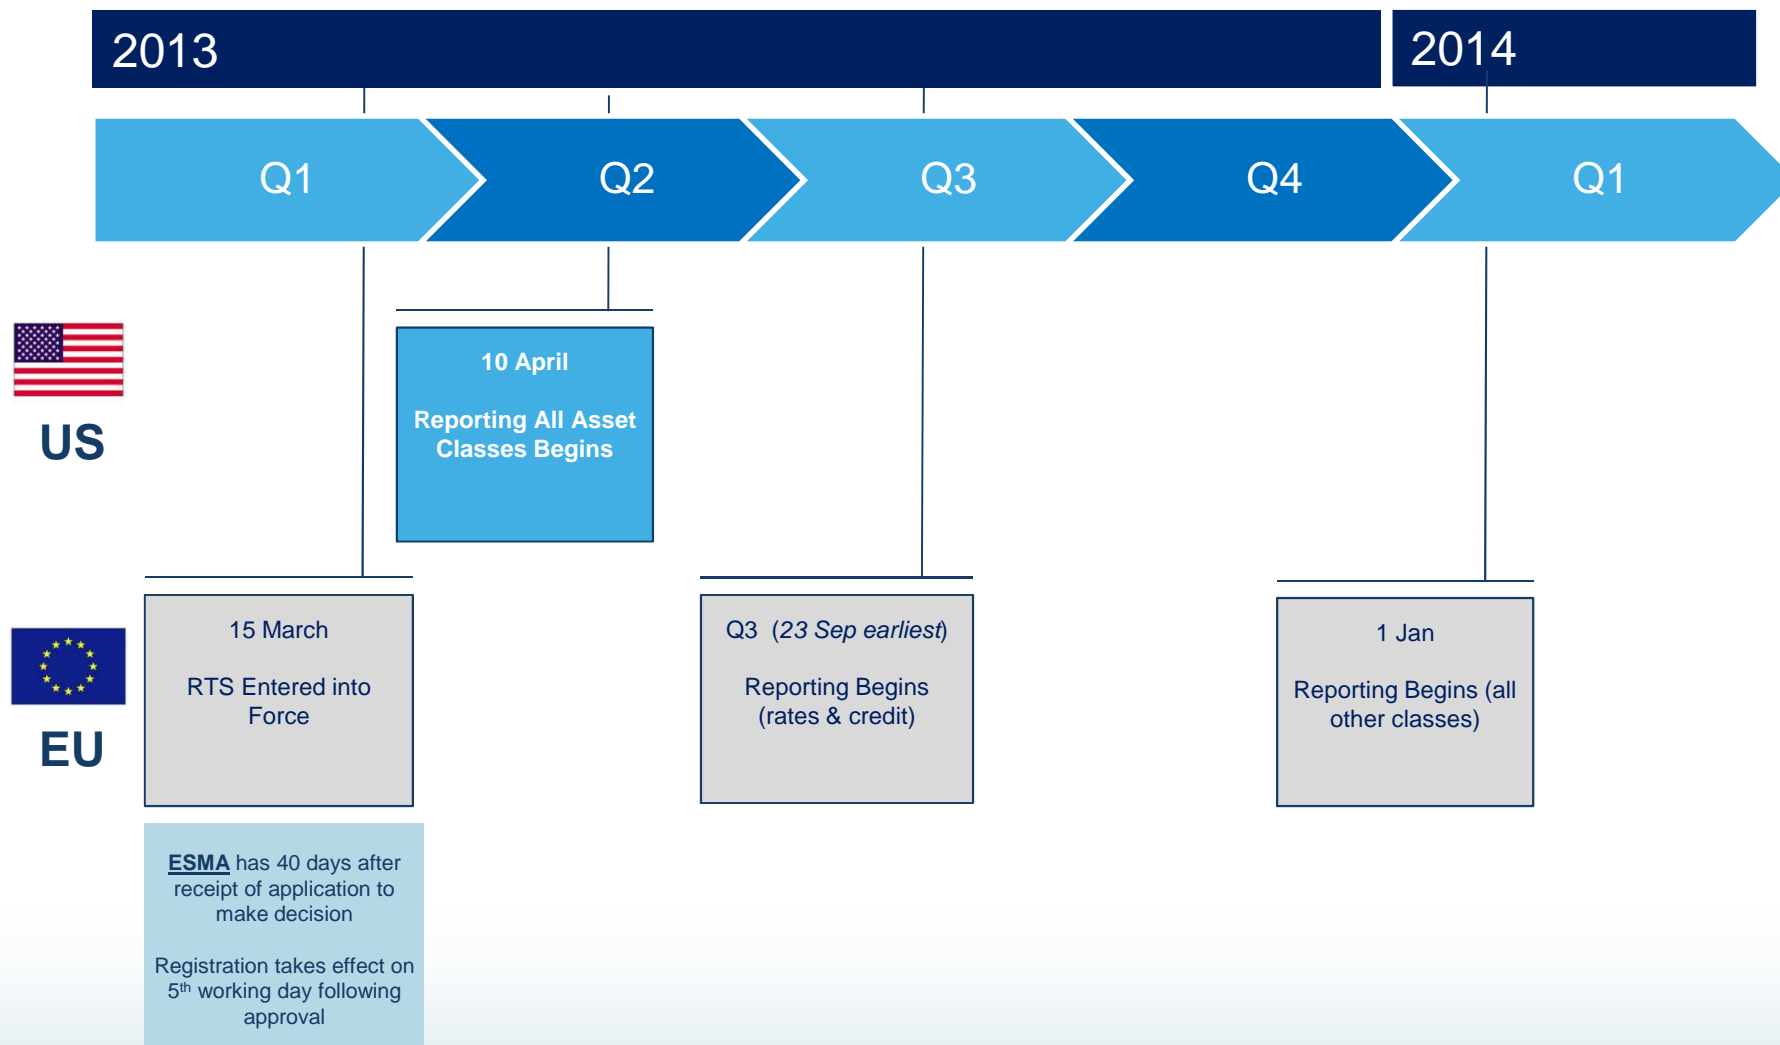 2013
2014
Q1
Q2
Q3
Q4
Q1
US
10 April
Reporting All Asset
Classes Begins
EU
15 March
RTS Entered into
Force
Q3 (23 Sep earliest)
Reporting Begins
(rates & credit)
1 Jan
Reporting Begins (all
other classes)
ESMA has 40 days after
receipt of application to
make decision
Registration takes effect on
5th working day following
approval